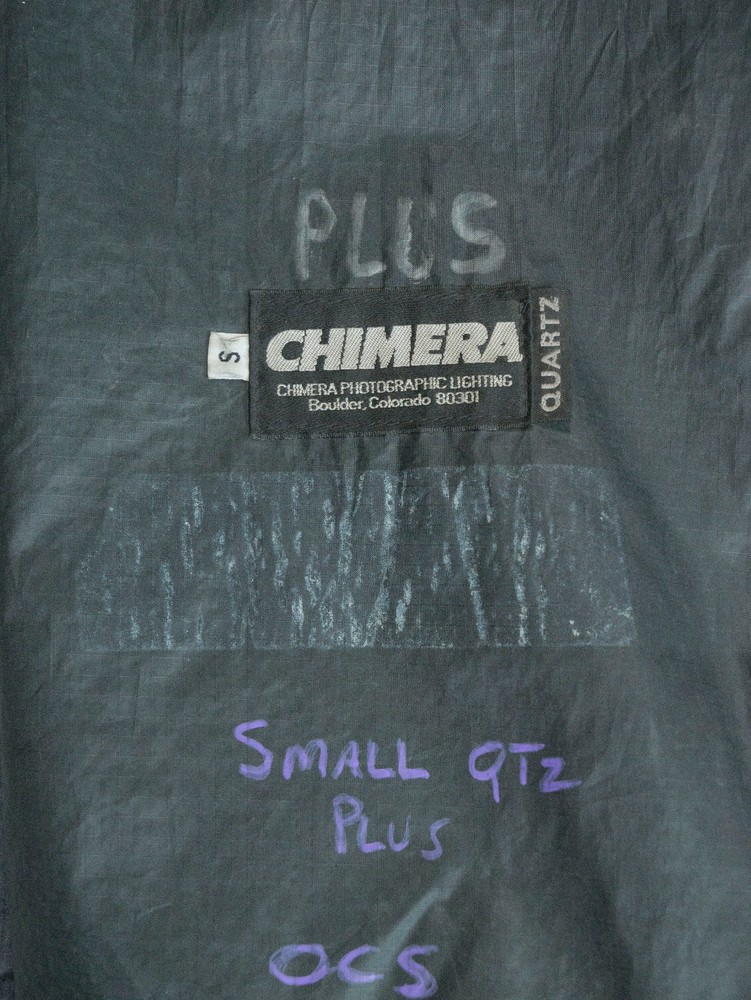 PLUS
S
CHIMERA
QUARTZ
CHIMERA PHOTOGRAPHIC LIGHTING
Boulder, Colorado 80301
SMALL QTZ
PLUS
OCS